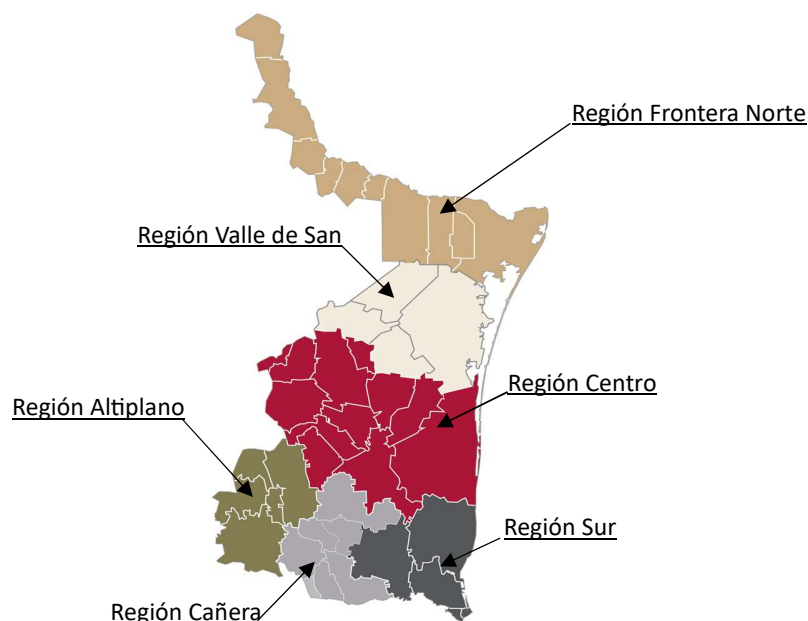 Región Frontera Norte
Región Valle de San
Región Centro
Región Altiplano
Región Sur
Región Cañera